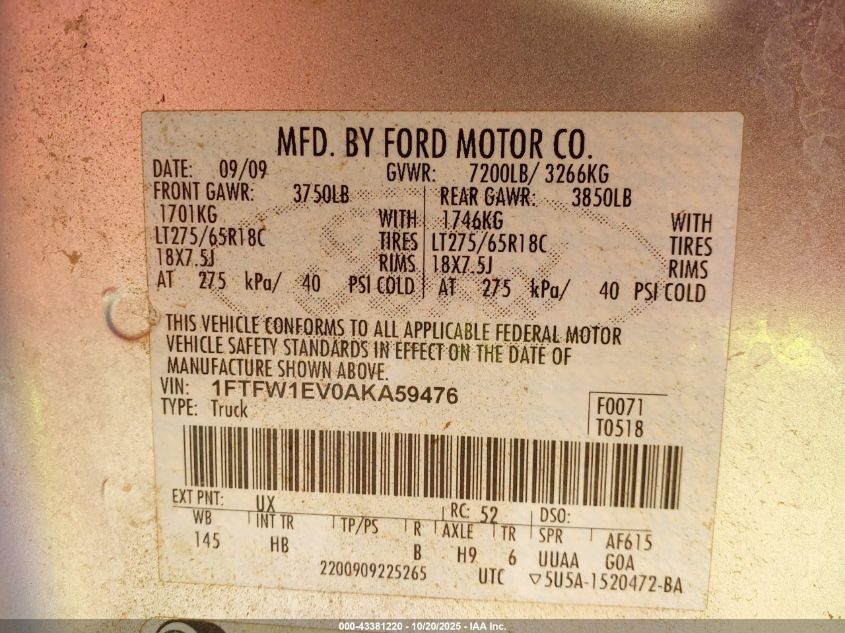 MFD. BY FORD MOTOR CO.
DATE: 09/09 GVWR: 7200LB/ 3266KG
FRONT GAWR: 3750LB REAR GAWR: 3850LB
1701KG WITH 1746KG WITH
LT275/65R18C TIRES LT275/65R18C TIRES
18X7.5J RIMS 18X7.5J RIMS
AT 275 kPa/ 40 PSI COLD AT 275 kPa/ 40 PSI COLD
THIS VEHICLE CONFORMS TO ALL APPLICABLE FEDERAL MOTOR
VEHICLE SAFETY STANDARDS IN EFFECT ON THE DATE OF
MANUFACTURE SHOWN ABOVE.
VIN: 1FTFW1EV0AKA59476
TYPE: Truck
F0071
T0518
EXT PNT: UX RC: 52 DSO:
WB INT TR TP/PS R AXLE TR SPR AF615
145 HB B H9 6 UUAA GOA
2200909225265 UTC ▽5U5A-1520472-BA
000-43381220 - 10/20/2025 - IAA Inc.